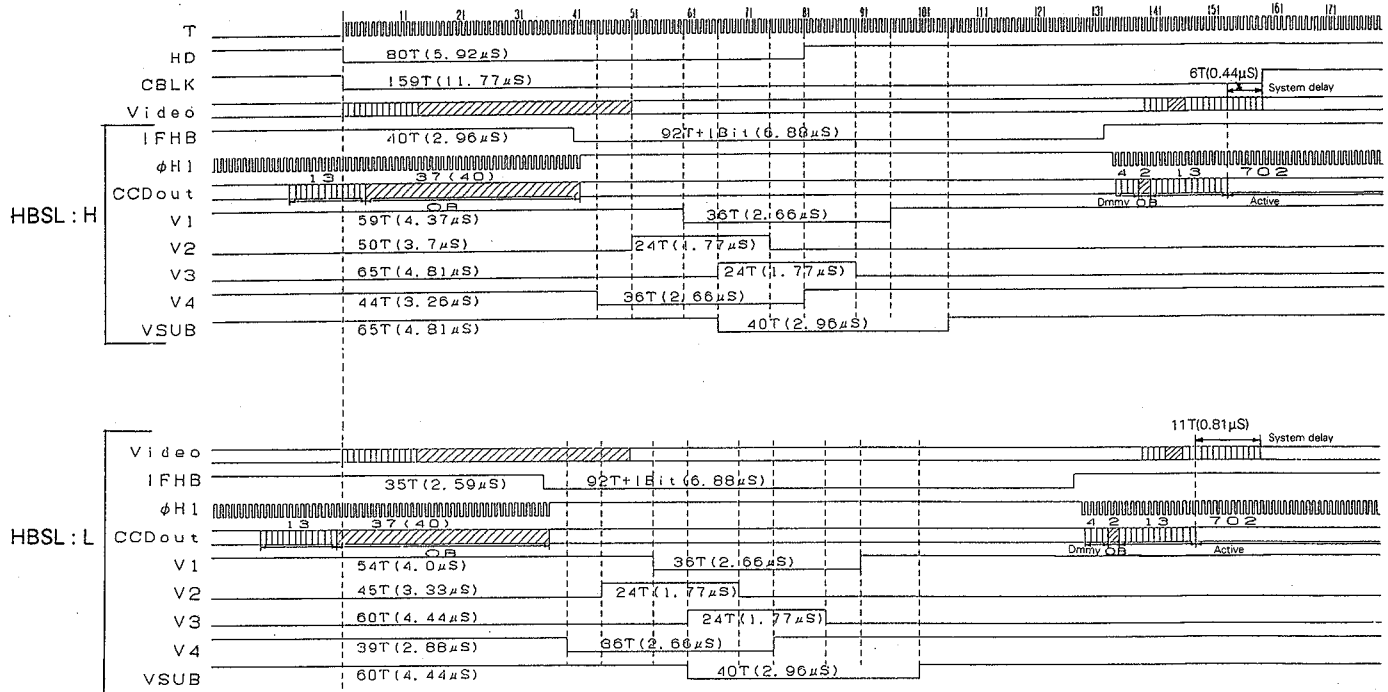 11 21 31 41 51 61 71 81 91 101 111 121 131 141 151 161 171
T
HD 80T(5.92μS)
CBLK 159T(11.77μS) 6T(0.44μS) System delay
Video
HBSL:H
IFHB 40T(2.96μS) 92T+1Bit(6.88μS)
φH1
13 37(40) 4 2 13 702
CCDout
OB Dmmy OB Active
V1 59T(4.37μS) 36T(2.66μS)
V2 50T(3.7μS) 24T(1.77μS)
V3 65T(4.81μS) 24T(1.77μS)
V4 44T(3.26μS) 36T(2.66μS)
VSUB 65T(4.81μS) 40T(2.96μS)
11T(0.81μS) System delay
Video
HBSL:L
IFHB 35T(2.59μS) 92T+1Bit(6.88μS)
φH1
13 37(40) 4 2 13 702
CCDout
OB Dmmy OB Active
V1 54T(4.0μS) 36T(2.66μS)
V2 45T(3.33μS) 24T(1.77μS)
V3 60T(4.44μS) 24T(1.77μS)
V4 39T(2.88μS) 36T(2.66μS)
VSUB 60T(4.44μS) 40T(2.96μS)